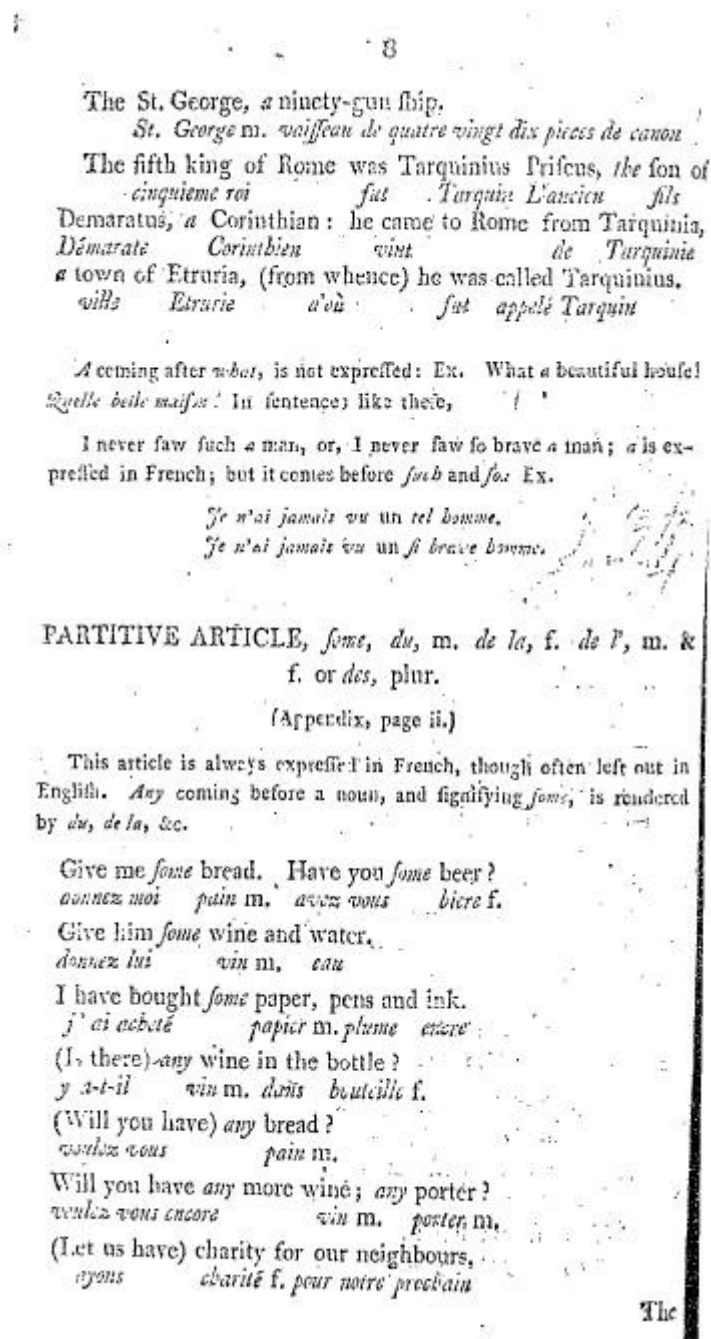 8
The St. George, a ninety-gun ſhip.
St. George m. vaiſſeau de quatre vingt dix pieces de canon
The fifth king of Rome was Tarquinius Priſcus, the ſon of
cinquieme roi fut Tarquin L'ancien fils
Demaratus, a Corinthian: he came to Rome from Tarquinia,
Démarate Corinthien vint de Tarquinie
a town of Etruria, (from whence) he was called Tarquinius.
ville Etrurie d'où fut appelé Tarquin
A coming after what, is not expreſſed: Ex. What a beautiful houſe!
Quelle belle maiſon! In ſentences like theſe,
I never ſaw ſuch a man, or, I never ſaw ſo brave a man; a is ex-
preſſed in French; but it comes before ſuch and ſo: Ex.
Je n'ai jamais vu un tel homme.
Je n'ai jamais vu un ſi brave homme.
PARTITIVE ARTICLE, ſome, du, m. de la, f. de l', m. &
f. or des, plur.
(Appendix, page ii.)
This article is always expreſſed in French, though often left out in
Engliſh. Any coming before a noun, and ſignifying ſome, is rendered
by du, de la, &c.
Give me ſome bread. Have you ſome beer?
donnez moi pain m. avez vous biere f.
Give him ſome wine and water.
donnez lui vin m. eau
I have bought ſome paper, pens and ink.
j'ai acheté papier m. plume encre
(Is there) any wine in the bottle?
y a-t-il vin m. dans bouteille f.
(Will you have) any bread?
voulez vous pain m.
Will you have any more wine; any porter?
voulez vous encore vin m. porter, m.
(Let us have) charity for our neighbours,
ayons charité f. pour notre prochain
The